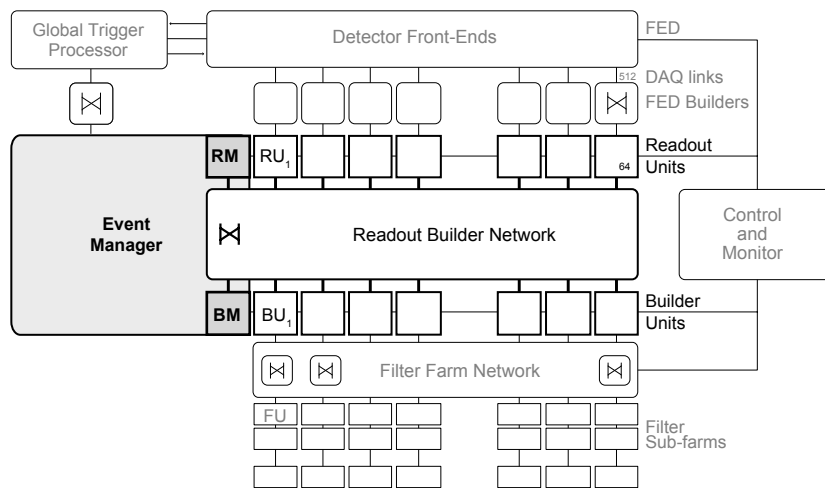 Global Trigger
Processor
Detector Front-Ends
FED
512 DAQ links
FED Builders
RM
RU1
64
Readout
Units
Event
Manager
Readout Builder Network
Control
and
Monitor
BM
BU1
Builder
Units
Filter Farm Network
FU
Filter
Sub-farms